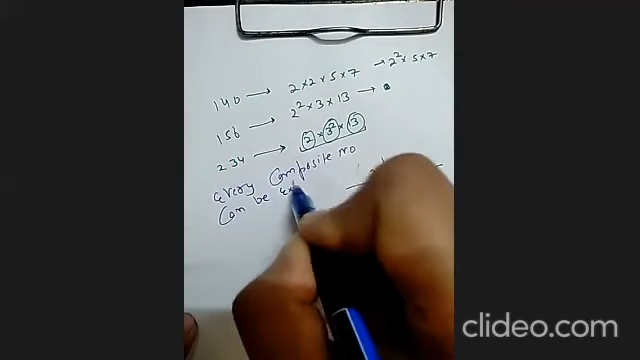 140 → 2×2×5×7 → 2²×5×7
156 → 2²×3×13 →
234 → 2×3²×13
Every Composite no
Can be ex
clideo.com